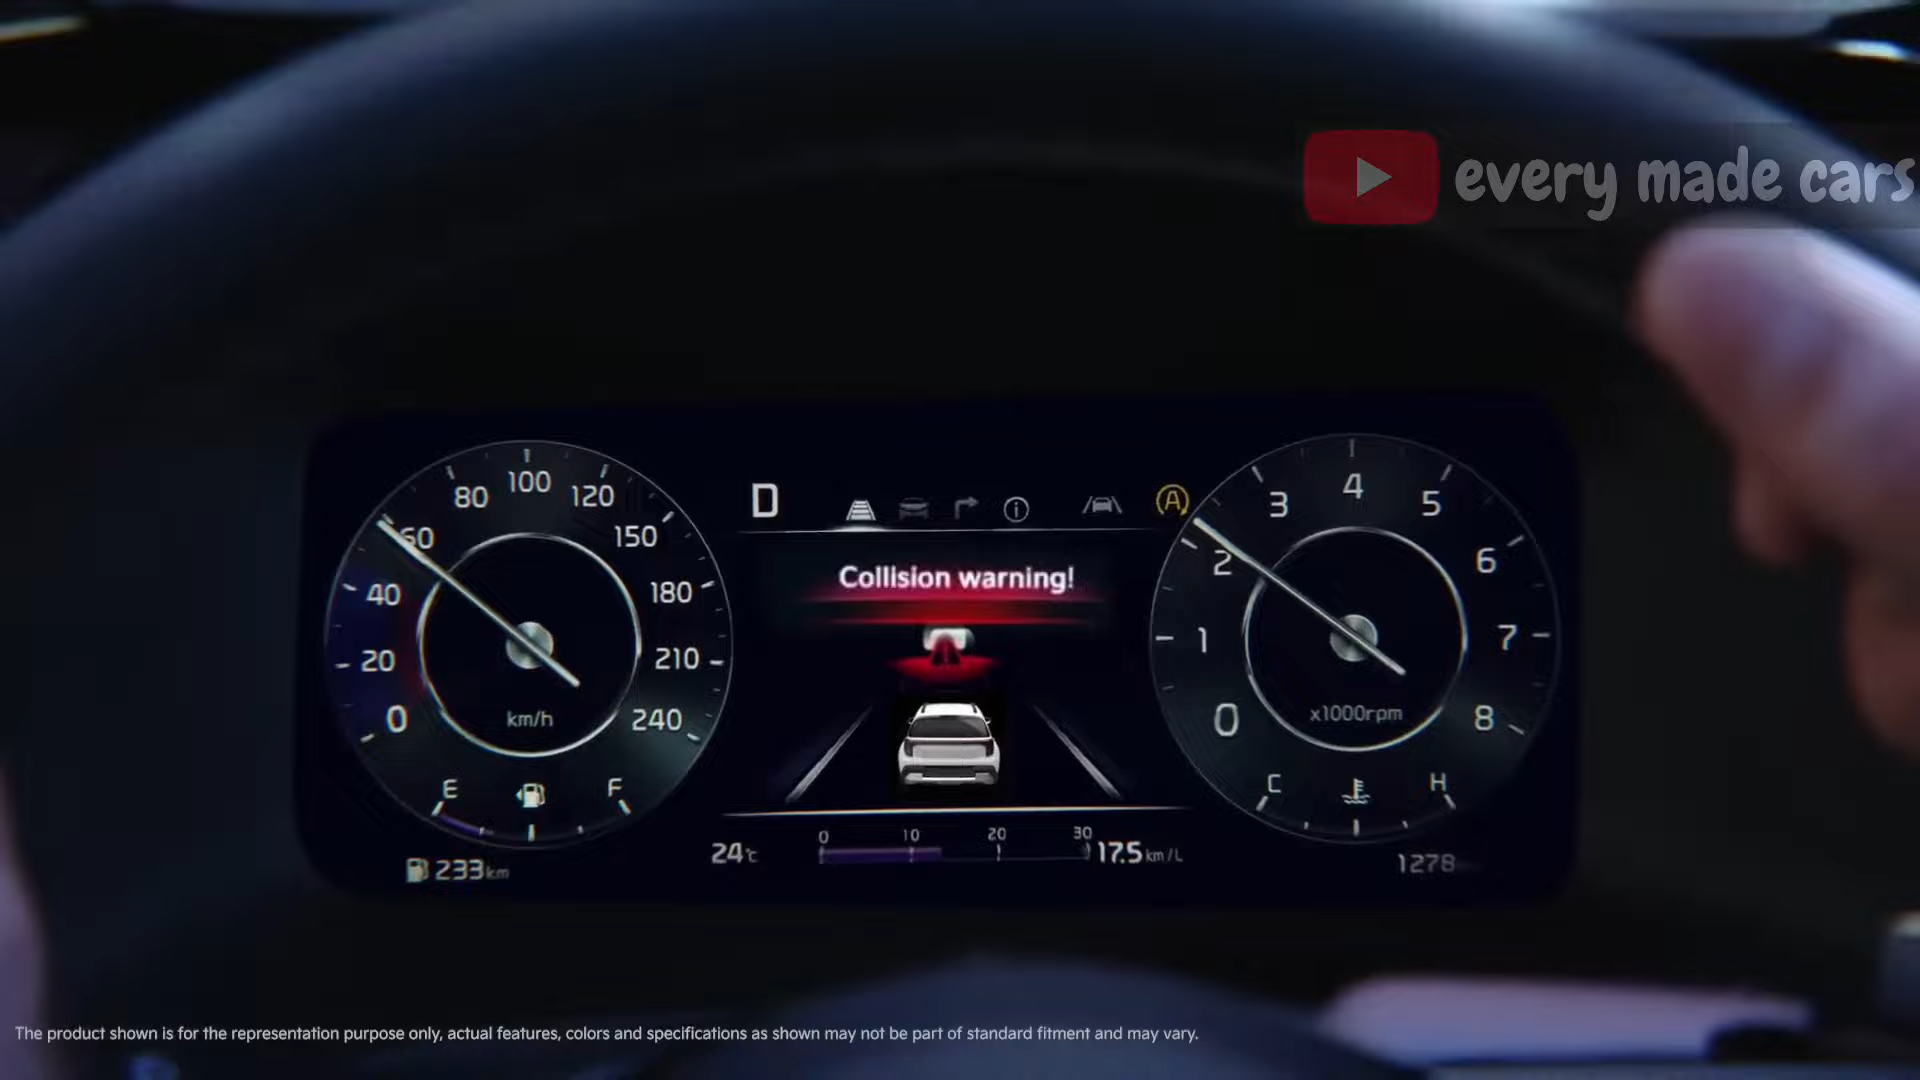 every made cars
80 100 120
60 150
40 180
20 210
0 km/h 240
E F
233km
D A
Collision warning!
0 10 20 30
24°c 17.5 km/L
3 4 5
2 6
1 7
0 x1000rpm 8
C H
1278
The product shown is for the representation purpose only, actual features, colors and specifications as shown may not be part of standard fitment and may vary.